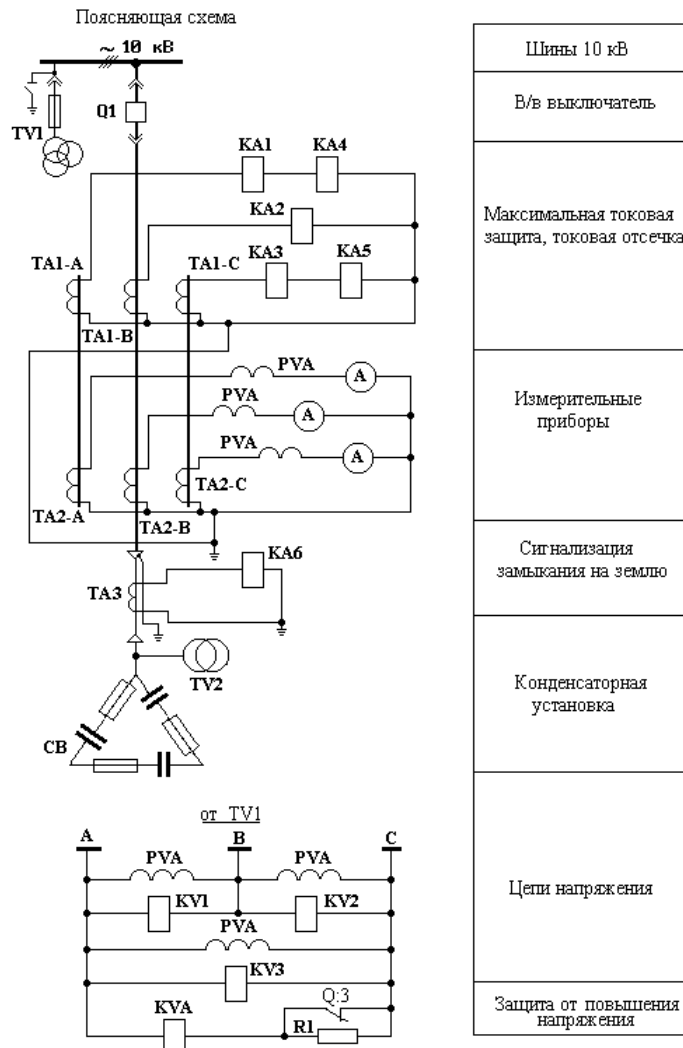 Поясняющая схема
~ 10 кВ
Q1
TV1
KA1
KA4
KA2
TA1-A
TA1-C
KA3
KA5
TA1-B
PVA
A
PVA
A
PVA
A
TA2-C
TA2-A
TA2-B
KA6
TA3
TV2
CB
от TV1
A
B
C
PVA
PVA
KV1
KV2
PVA
KV3
KVA
Q:3
R1
Шины 10 кВ
В/в выключатель
Максимальная токовая
защита, токовая отсечка
Измерительные
приборы
Сигнализация
замыкания на землю
Конденсаторная
установка
Цепи напряжения
Защита от повышения
напряжения